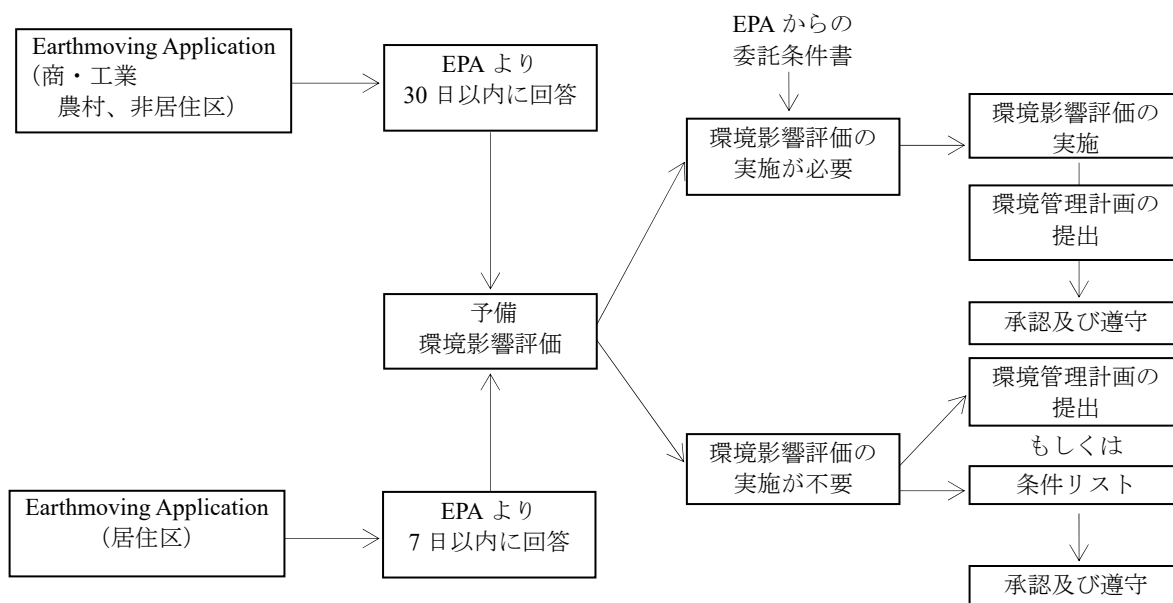 Earthmoving Application
（商・工業
農村、非居住区）
EPA より
30 日以内に回答
EPA からの
委託条件書
環境影響評価の
実施が必要
環境影響評価の
実施
環境管理計画の
提出
承認及び遵守
予備
環境影響評価
環境影響評価の
実施が不要
環境管理計画の
提出
もしくは
条件リスト
承認及び遵守
Earthmoving Application
（居住区）
EPA より
7 日以内に回答